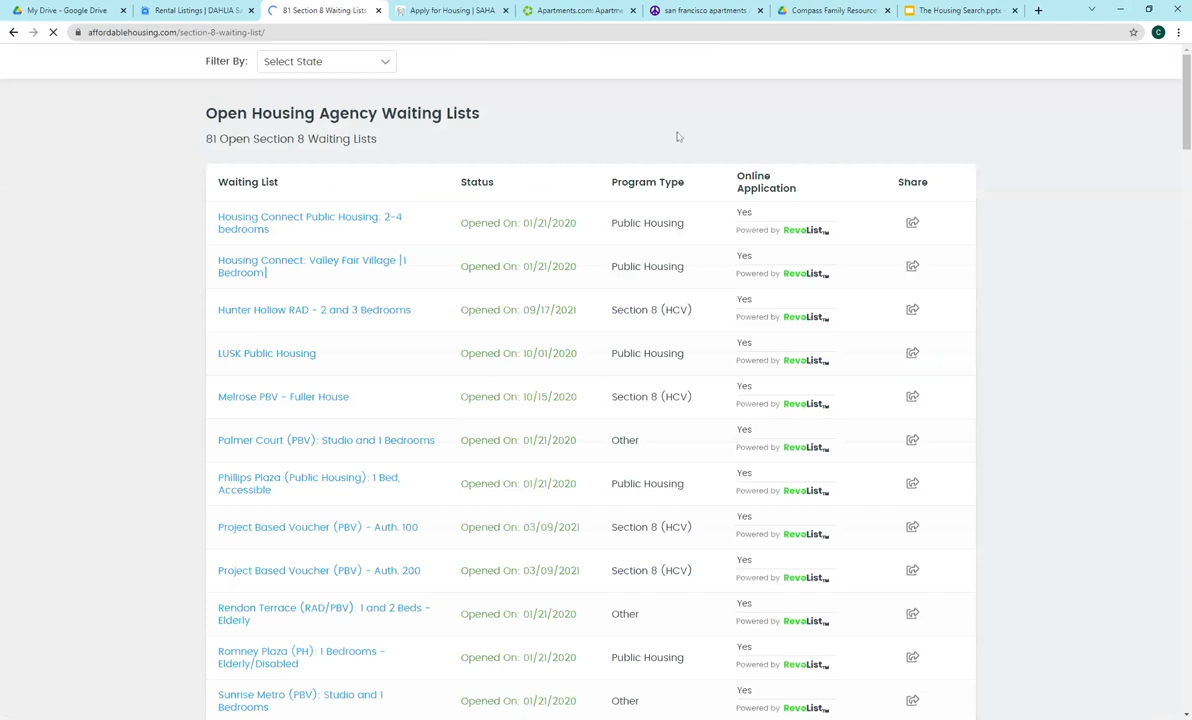 My Drive - Google Drive
Rental Listings | DAHLIA Sa
81 Section 8 Waiting Lists
Apply for Housing | SAHA
Apartments.com: Apartme
san francisco apartments /
Compass Family Resource
The Housing Search.pptx -
affordablehousing.com/section-8-waiting-list/
C
Filter By:
Select State
Open Housing Agency Waiting Lists
81 Open Section 8 Waiting Lists
Waiting List
Status
Program Type
Online
Application
Share
Housing Connect Public Housing: 2-4
bedrooms
Opened On: 01/21/2020
Public Housing
Yes
Powered by RevoList™
Housing Connect: Valley Fair Village |1
Bedroom|
Opened On: 01/21/2020
Public Housing
Yes
Powered by RevoList™
Hunter Hollow RAD - 2 and 3 Bedrooms
Opened On: 09/17/2021
Section 8 (HCV)
Yes
Powered by RevoList™
LUSK Public Housing
Opened On: 10/01/2020
Public Housing
Yes
Powered by RevoList™
Melrose PBV - Fuller House
Opened On: 10/15/2020
Section 8 (HCV)
Yes
Powered by RevoList™
Palmer Court (PBV): Studio and 1 Bedrooms
Opened On: 01/21/2020
Other
Yes
Powered by RevoList™
Phillips Plaza (Public Housing): 1 Bed,
Accessible
Opened On: 01/21/2020
Public Housing
Yes
Powered by RevoList™
Project Based Voucher (PBV) - Auth. 100
Opened On: 03/09/2021
Section 8 (HCV)
Yes
Powered by RevoList™
Project Based Voucher (PBV) - Auth. 200
Opened On: 03/09/2021
Section 8 (HCV)
Yes
Powered by RevoList™
Rendon Terrace (RAD/PBV): 1 and 2 Beds -
Elderly
Opened On: 01/21/2020
Other
Yes
Powered by RevoList™
Romney Plaza (PH): 1 Bedrooms -
Elderly/Disabled
Opened On: 01/21/2020
Public Housing
Yes
Powered by RevoList™
Sunrise Metro (PBV): Studio and 1
Bedrooms
Opened On: 01/21/2020
Other
Yes
Powered by RevoList™